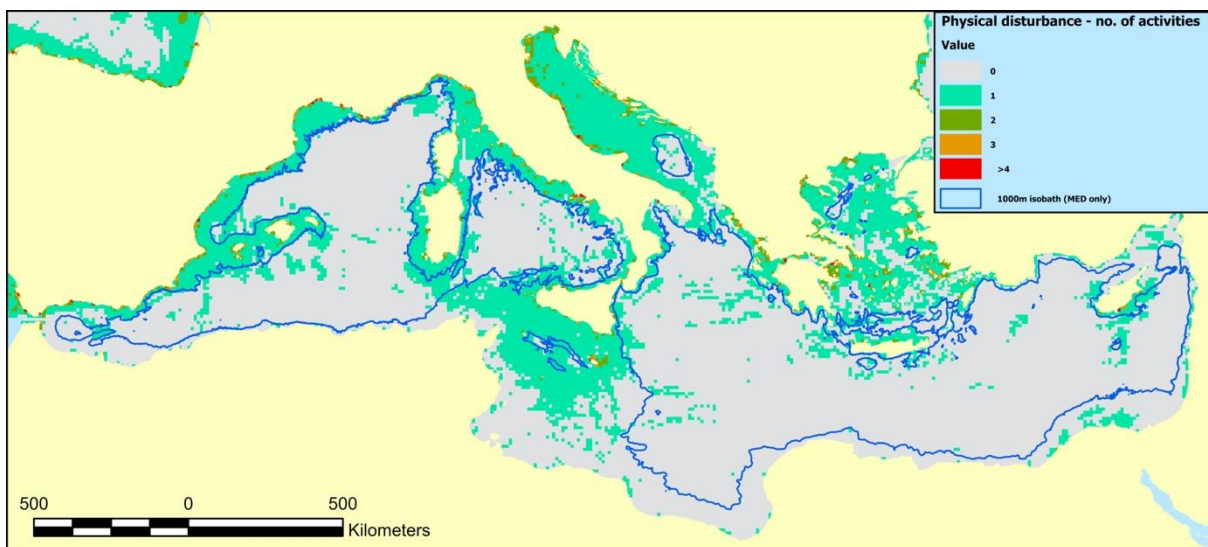 Physical disturbance - no. of activities
Value
0
1
2
3
>4
1000m isobath (MED only)
500 0 500
Kilometers